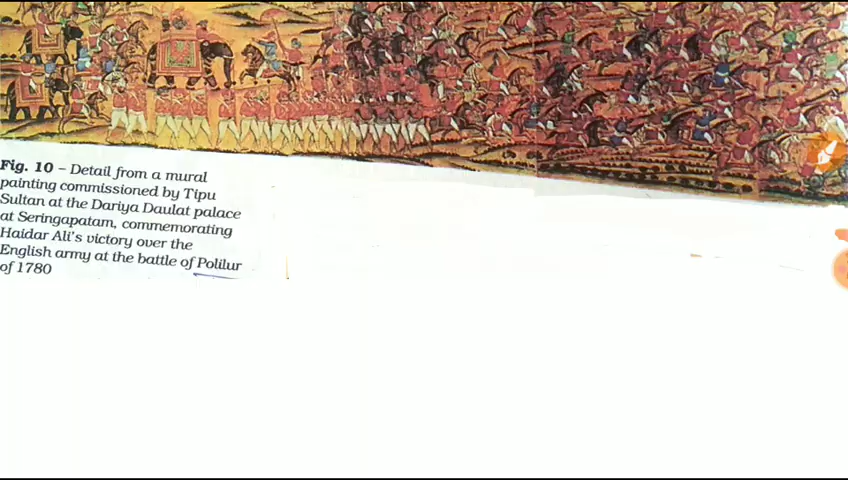 Fig. 10 – Detail from a mural
painting commissioned by Tipu
Sultan at the Dariya Daulat palace
at Seringapatam, commemorating
Haidar Ali's victory over the
English army at the battle of Polilur
of 1780